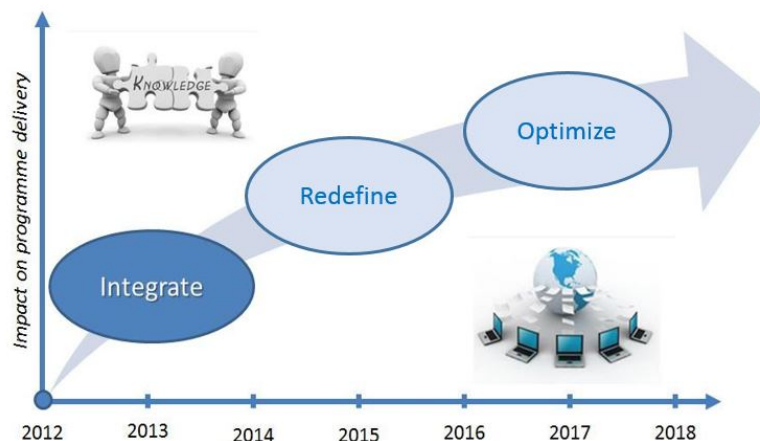 Impact on programme delivery
KNOWLEDGE
Optimize
Redefine
Integrate
2012 2013 2014 2015 2016 2017 2018